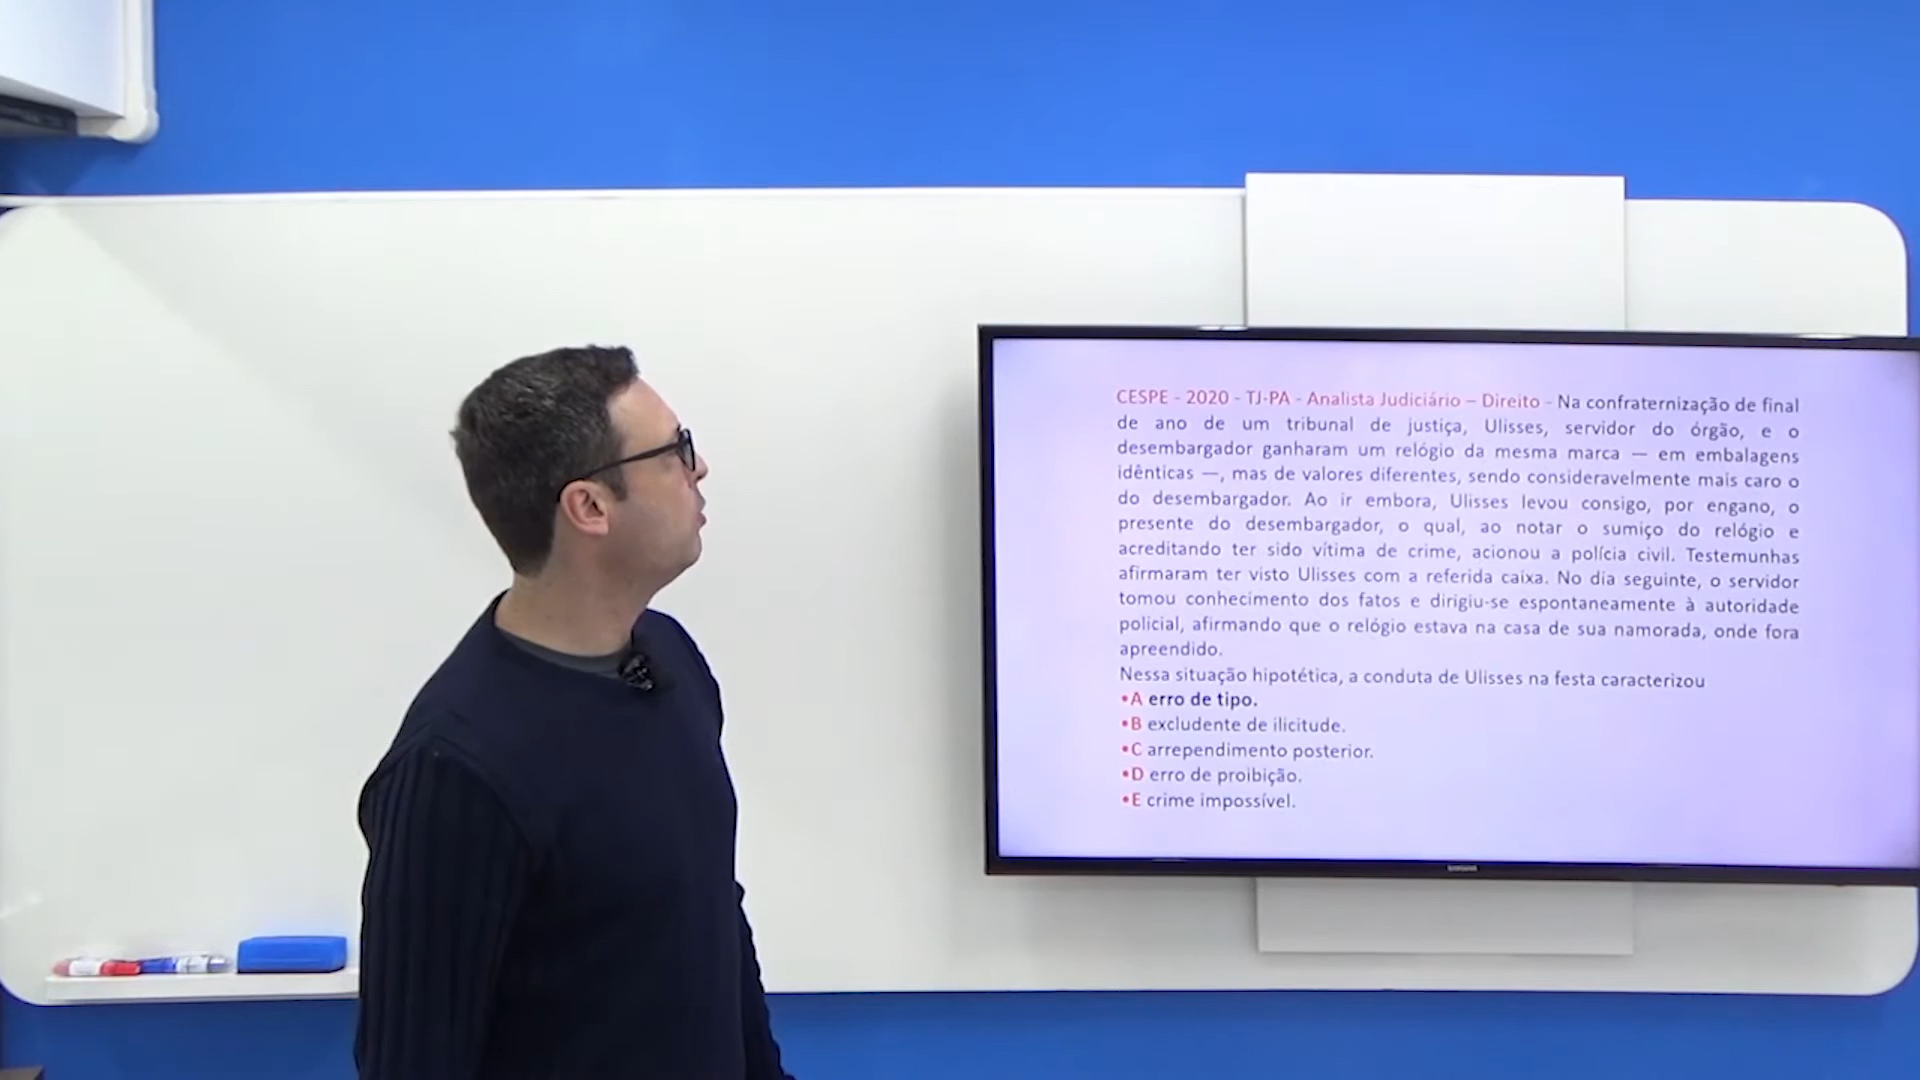 CESPE - 2020 - TJ-PA - Analista Judiciário – Direito - Na confraternização de final
de ano de um tribunal de justiça, Ulisses, servidor do órgão, e o
desembargador ganharam um relógio da mesma marca — em embalagens
idênticas —, mas de valores diferentes, sendo consideravelmente mais caro o
do desembargador. Ao ir embora, Ulisses levou consigo, por engano, o
presente do desembargador, o qual, ao notar o sumiço do relógio e
acreditando ter sido vítima de crime, acionou a polícia civil. Testemunhas
afirmaram ter visto Ulisses com a referida caixa. No dia seguinte, o servidor
tomou conhecimento dos fatos e dirigiu-se espontaneamente à autoridade
policial, afirmando que o relógio estava na casa de sua namorada, onde fora
apreendido.
Nessa situação hipotética, a conduta de Ulisses na festa caracterizou
•A erro de tipo.
•B excludente de ilicitude.
•C arrependimento posterior.
•D erro de proibição.
•E crime impossível.
SAMSUNG